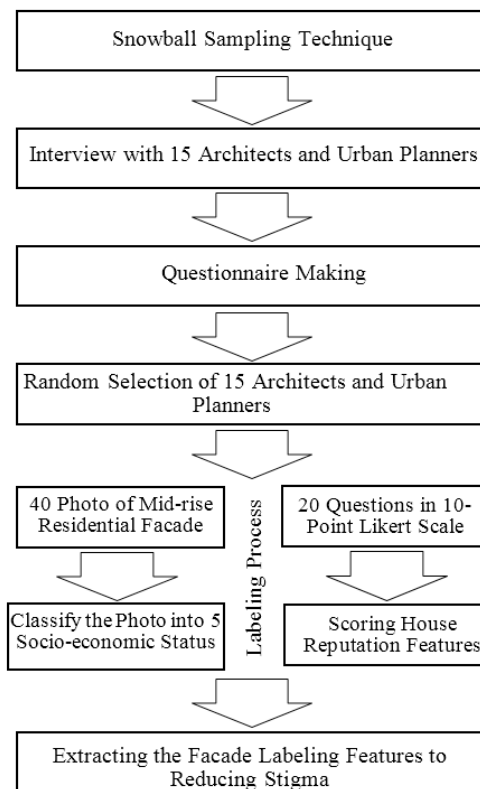 Snowball Sampling Technique
Interview with 15 Architects and Urban Planners
Questionnaire Making
Random Selection of 15 Architects and Urban
Planners
40 Photo of Mid-rise
Residential Facade
Classify the Photo into 5
Socio-economic Status
Labeling Process
20 Questions in 10-
Point Likert Scale
Scoring House
Reputation Features
Extracting the Facade Labeling Features to
Reducing Stigma